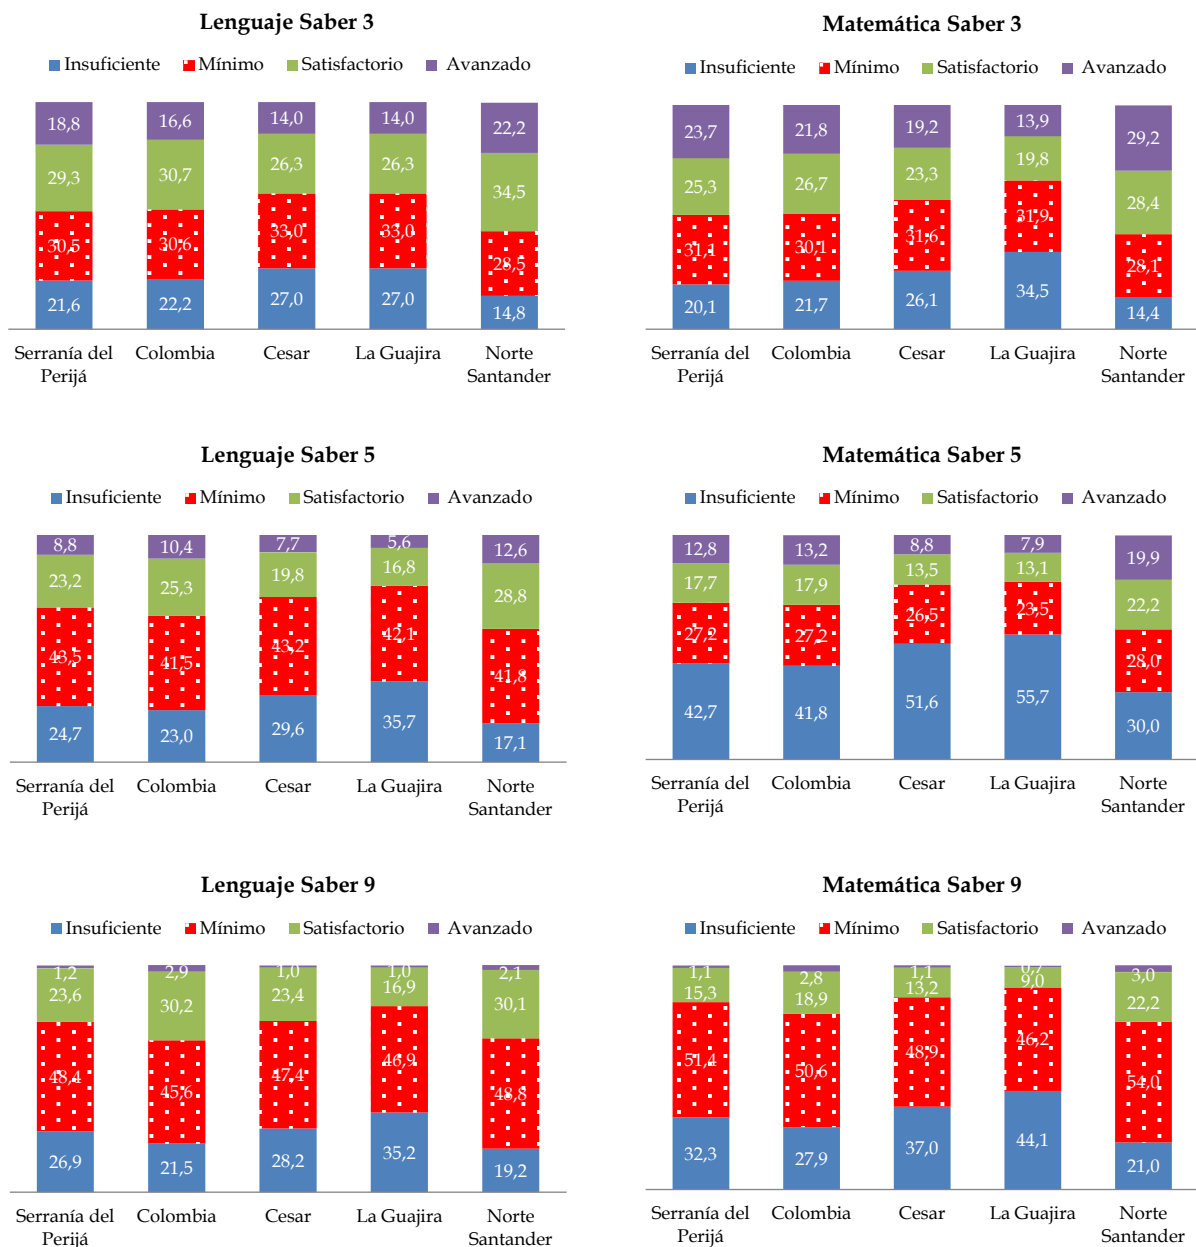 Lenguaje Saber 3
Insuficiente Mínimo Satisfactorio Avanzado
18,8 16,6 14,0 14,0 22,2
29,3 30,7 26,3 26,3 34,5
30,5 30,6 33,0 33,0 28,5
21,6 22,2 27,0 27,0 14,8
Serranía del Perijá Colombia Cesar La Guajira Norte Santander
Matemática Saber 3
Insuficiente Mínimo Satisfactorio Avanzado
23,7 21,8 19,2 13,9 29,2
25,3 26,7 23,3 19,8 28,4
31,1 30,1 31,6 31,9 28,1
20,1 21,7 26,1 34,5 14,4
Serranía del Perijá Colombia Cesar La Guajira Norte Santander
Lenguaje Saber 5
Insuficiente Mínimo Satisfactorio Avanzado
8,8 10,4 7,7 5,6 12,6
23,2 25,3 19,8 16,8 28,8
43,5 41,5 43,2 42,1 41,8
24,7 23,0 29,6 35,7 17,1
Serranía del Perijá Colombia Cesar La Guajira Norte Santander
Matemática Saber 5
Insuficiente Mínimo Satisfactorio Avanzado
12,8 13,2 8,8 7,9 19,9
17,7 17,9 13,5 13,1 22,2
27,2 27,2 26,5 23,5 28,0
42,7 41,8 51,6 55,7 30,0
Serranía del Perijá Colombia Cesar La Guajira Norte Santander
Lenguaje Saber 9
Insuficiente Mínimo Satisfactorio Avanzado
1,2 2,9 1,0 1,0 2,1
23,6 30,2 23,4 16,9 30,1
48,4 45,6 47,4 46,9 48,8
26,9 21,5 28,2 35,2 19,2
Serranía del Perijá Colombia Cesar La Guajira Norte Santander
Matemática Saber 9
Insuficiente Mínimo Satisfactorio Avanzado
1,1 2,8 1,1 3,0
15,3 18,9 13,2 9,0 22,2
51,4 50,6 48,9 46,2 54,0
32,3 27,9 37,0 44,1 21,0
Serranía del Perijá Colombia Cesar La Guajira Norte Santander